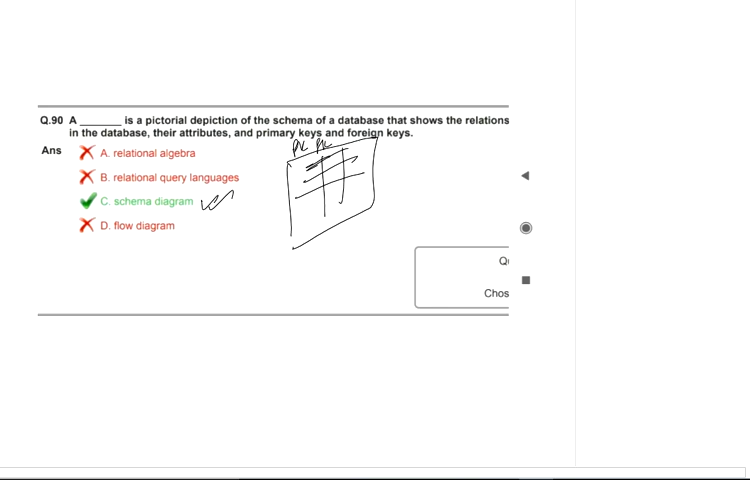 Q.90 A ______ is a pictorial depiction of the schema of a database that shows the relations
in the database, their attributes, and primary keys and foreign keys.
Ans A. relational algebra
B. relational query languages
C. schema diagram
D. flow diagram
Chos